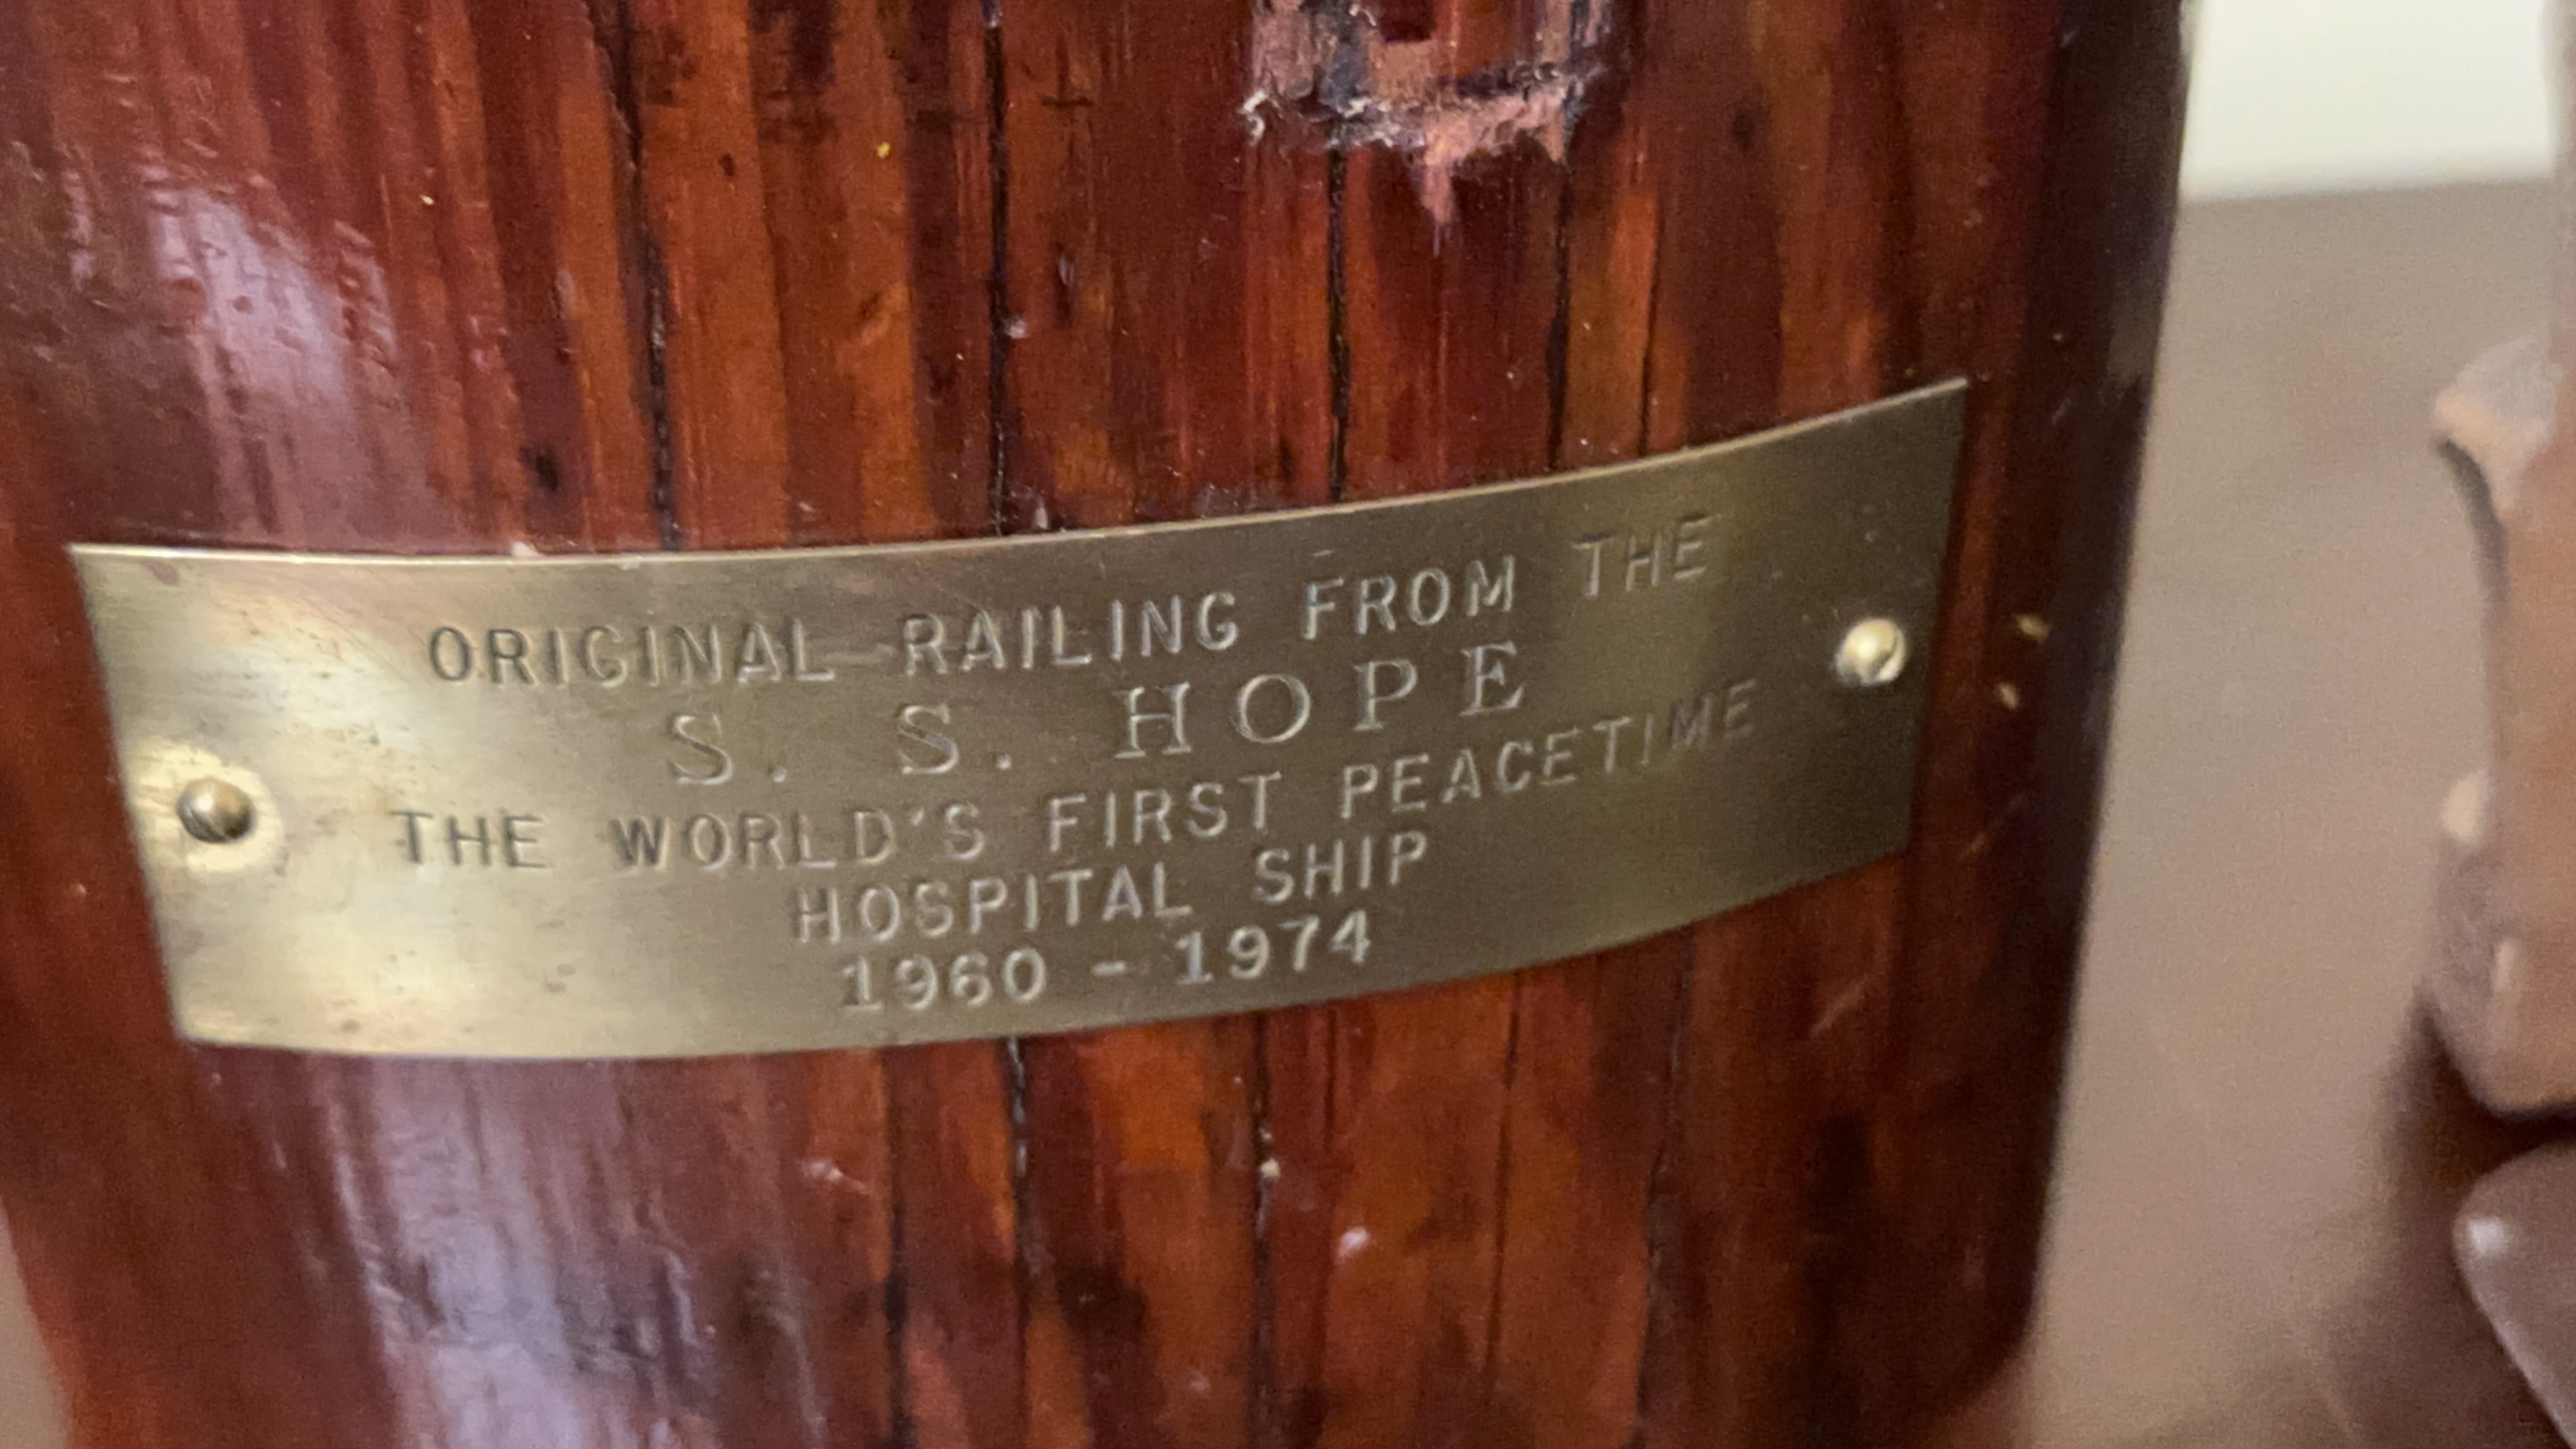 ORIGINAL RAILING FROM THE
S. S. HOPE
THE WORLD'S FIRST PEACETIME
HOSPITAL SHIP
1960 - 1974